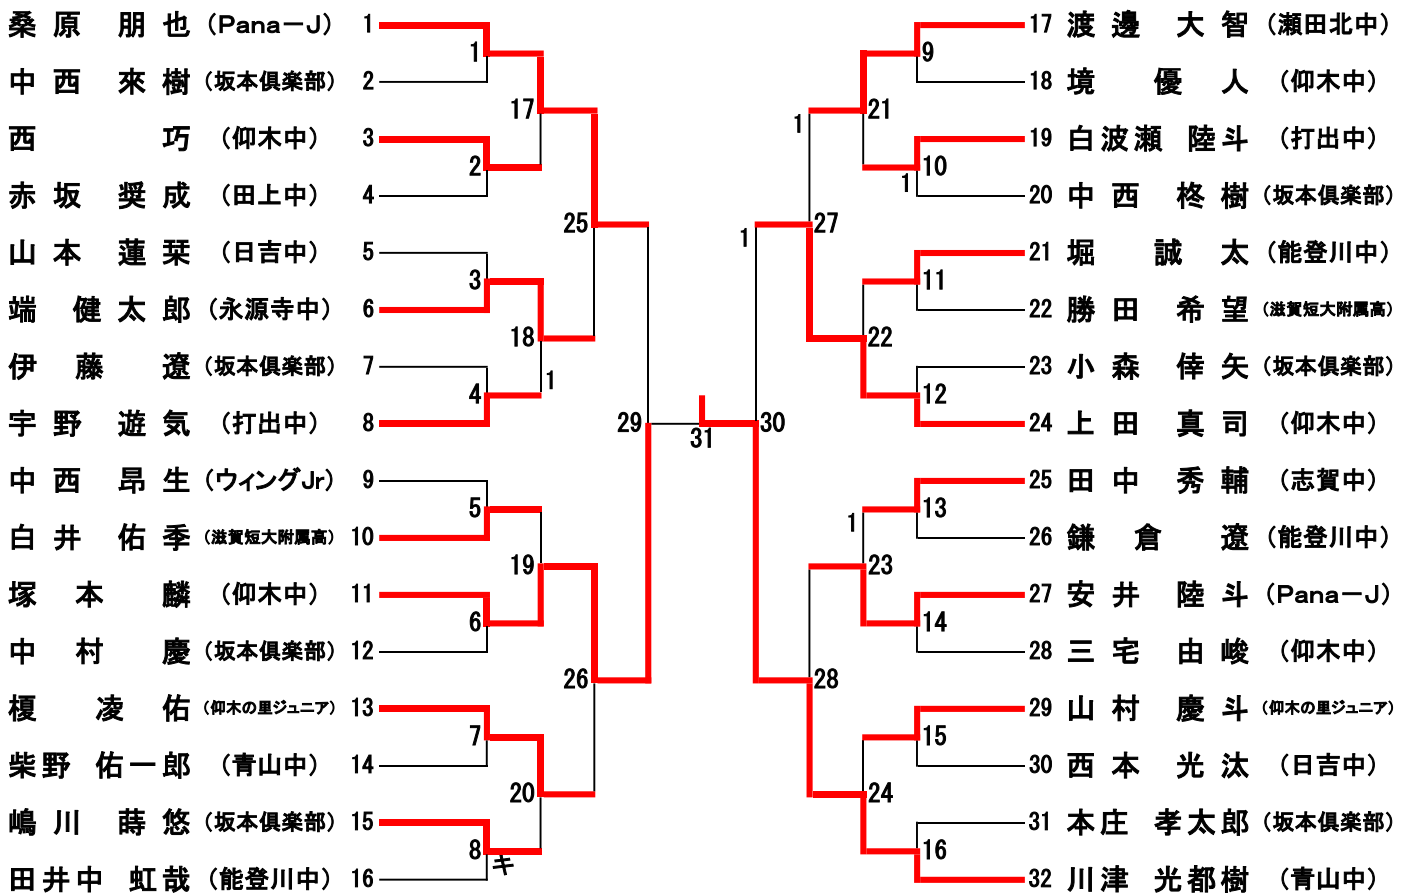 桑原 朋也 (Pana－J) 1
中西 來樹 (坂本倶楽部) 2
西 巧 (仰木中) 3
赤坂 奨成 (田上中) 4
山本 蓮栞 (日吉中) 5
端 健太郎 (永源寺中) 6
伊藤 遼 (坂本倶楽部) 7
宇野 遊気 (打出中) 8
中西 昂生 (ウィングJr) 9
白井 佑季 (滋賀短大附属高) 10
塚本 麟 (仰木中) 11
中村 慶 (坂本倶楽部) 12
榎 凌佑 (仰木の里ジュニア) 13
柴野 佑一郎 (青山中) 14
嶋川 蒔悠 (坂本倶楽部) 15
田井中 虹哉 (能登川中) 16
1
2
3
4
5
6
7
8
キ
17
18
1
19
20
25
26
29
31
30
1
27
28
1
21
22
23
24
1
9
10
1
11
12
13
14
15
16
17 渡邊 大智 (瀬田北中)
18 境 優人 (仰木中)
19 白波瀬 陸斗 (打出中)
20 中西 柊樹 (坂本倶楽部)
21 堀 誠太 (能登川中)
22 勝田 希望 (滋賀短大附属高)
23 小森 倖矢 (坂本倶楽部)
24 上田 真司 (仰木中)
25 田中 秀輔 (志賀中)
26 鎌倉 遼 (能登川中)
27 安井 陸斗 (Pana－J)
28 三宅 由峻 (仰木中)
29 山村 慶斗 (仰木の里ジュニア)
30 西本 光汰 (日吉中)
31 本庄 孝太郎 (坂本倶楽部)
32 川津 光都樹 (青山中)